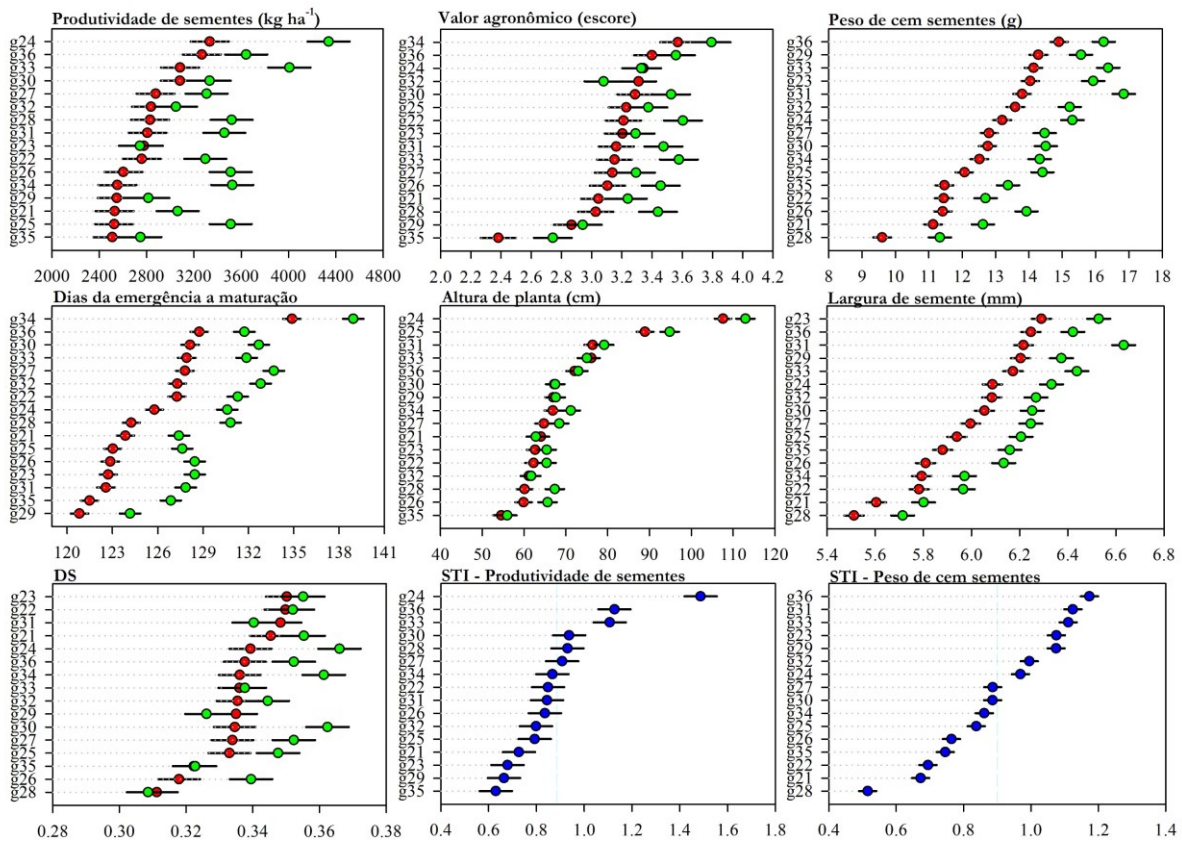 Produtividade de sementes (kg ha⁻¹)
g24
g36
g33
g30
g27
g32
g28
g31
g23
g22
g26
g34
g29
g21
g25
g35
2000 2400 2800 3200 3600 4000 4400 4800
Valor agronômico (escore)
g34
g36
g24
g32
g30
g25
g22
g23
g31
g33
g27
g26
g21
g28
g29
g35
2.0 2.2 2.4 2.6 2.8 3.0 3.2 3.4 3.6 3.8 4.0 4.2
Peso de cem sementes (g)
g36
g29
g33
g23
g31
g32
g24
g27
g30
g34
g25
g35
g22
g26
g21
g28
8 9 10 11 12 13 14 15 16 17 18
Dias da emergência a maturação
g34
g36
g30
g33
g27
g32
g22
g24
g28
g21
g25
g26
g23
g31
g35
g29
120 123 126 129 132 135 138 141
Altura de planta (cm)
g24
g25
g31
g33
g36
g30
g29
g34
g27
g21
g23
g22
g32
g28
g26
g35
40 50 60 70 80 90 100 110 120
Largura de semente (mm)
g23
g36
g31
g29
g33
g24
g32
g30
g27
g25
g35
g26
g34
g22
g21
g28
5.4 5.6 5.8 6.0 6.2 6.4 6.6 6.8
DS
g23
g22
g31
g21
g24
g36
g34
g33
g32
g29
g30
g27
g25
g35
g26
g28
0.28 0.30 0.32 0.34 0.36 0.38
STI - Produtividade de sementes
g24
g36
g33
g30
g28
g27
g34
g22
g31
g26
g32
g25
g21
g23
g29
g35
0.4 0.6 0.8 1.0 1.2 1.4 1.6 1.8
STI - Peso de cem sementes
g36
g31
g33
g23
g29
g32
g24
g27
g30
g34
g25
g26
g35
g22
g21
g28
0.4 0.6 0.8 1.0 1.2 1.4